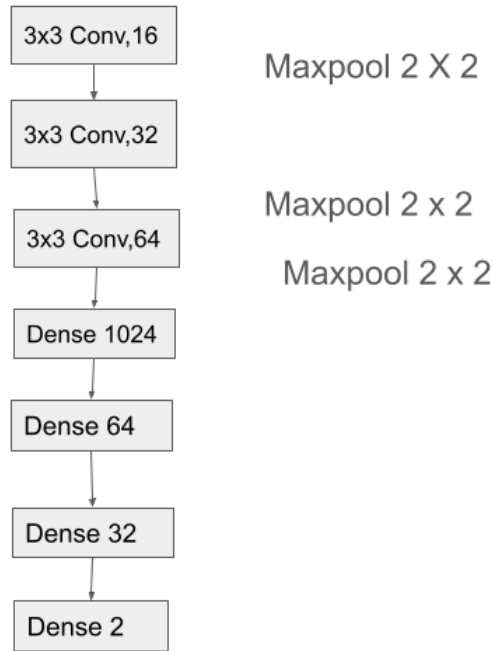 3x3 Conv,16
Maxpool 2 X 2
3x3 Conv,32
Maxpool 2 x 2
3x3 Conv,64
Maxpool 2 x 2
Dense 1024
Dense 64
Dense 32
Dense 2